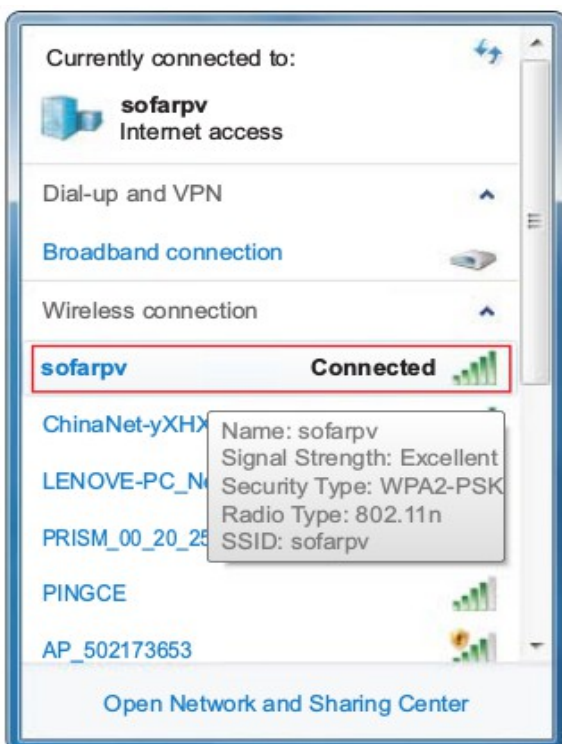 Currently connected to:
sofarpv
Internet access
Dial-up and VPN
Broadband connection
Wireless connection
sofarpv Connected
ChinaNet-yXHX
Name: sofarpv
Signal Strength: Excellent
LENOVE-PC_Ne
Security Type: WPA2-PSK
Radio Type: 802.11n
PRISM_00_20_25
SSID: sofarpv
PINGCE
AP_502173653
Open Network and Sharing Center